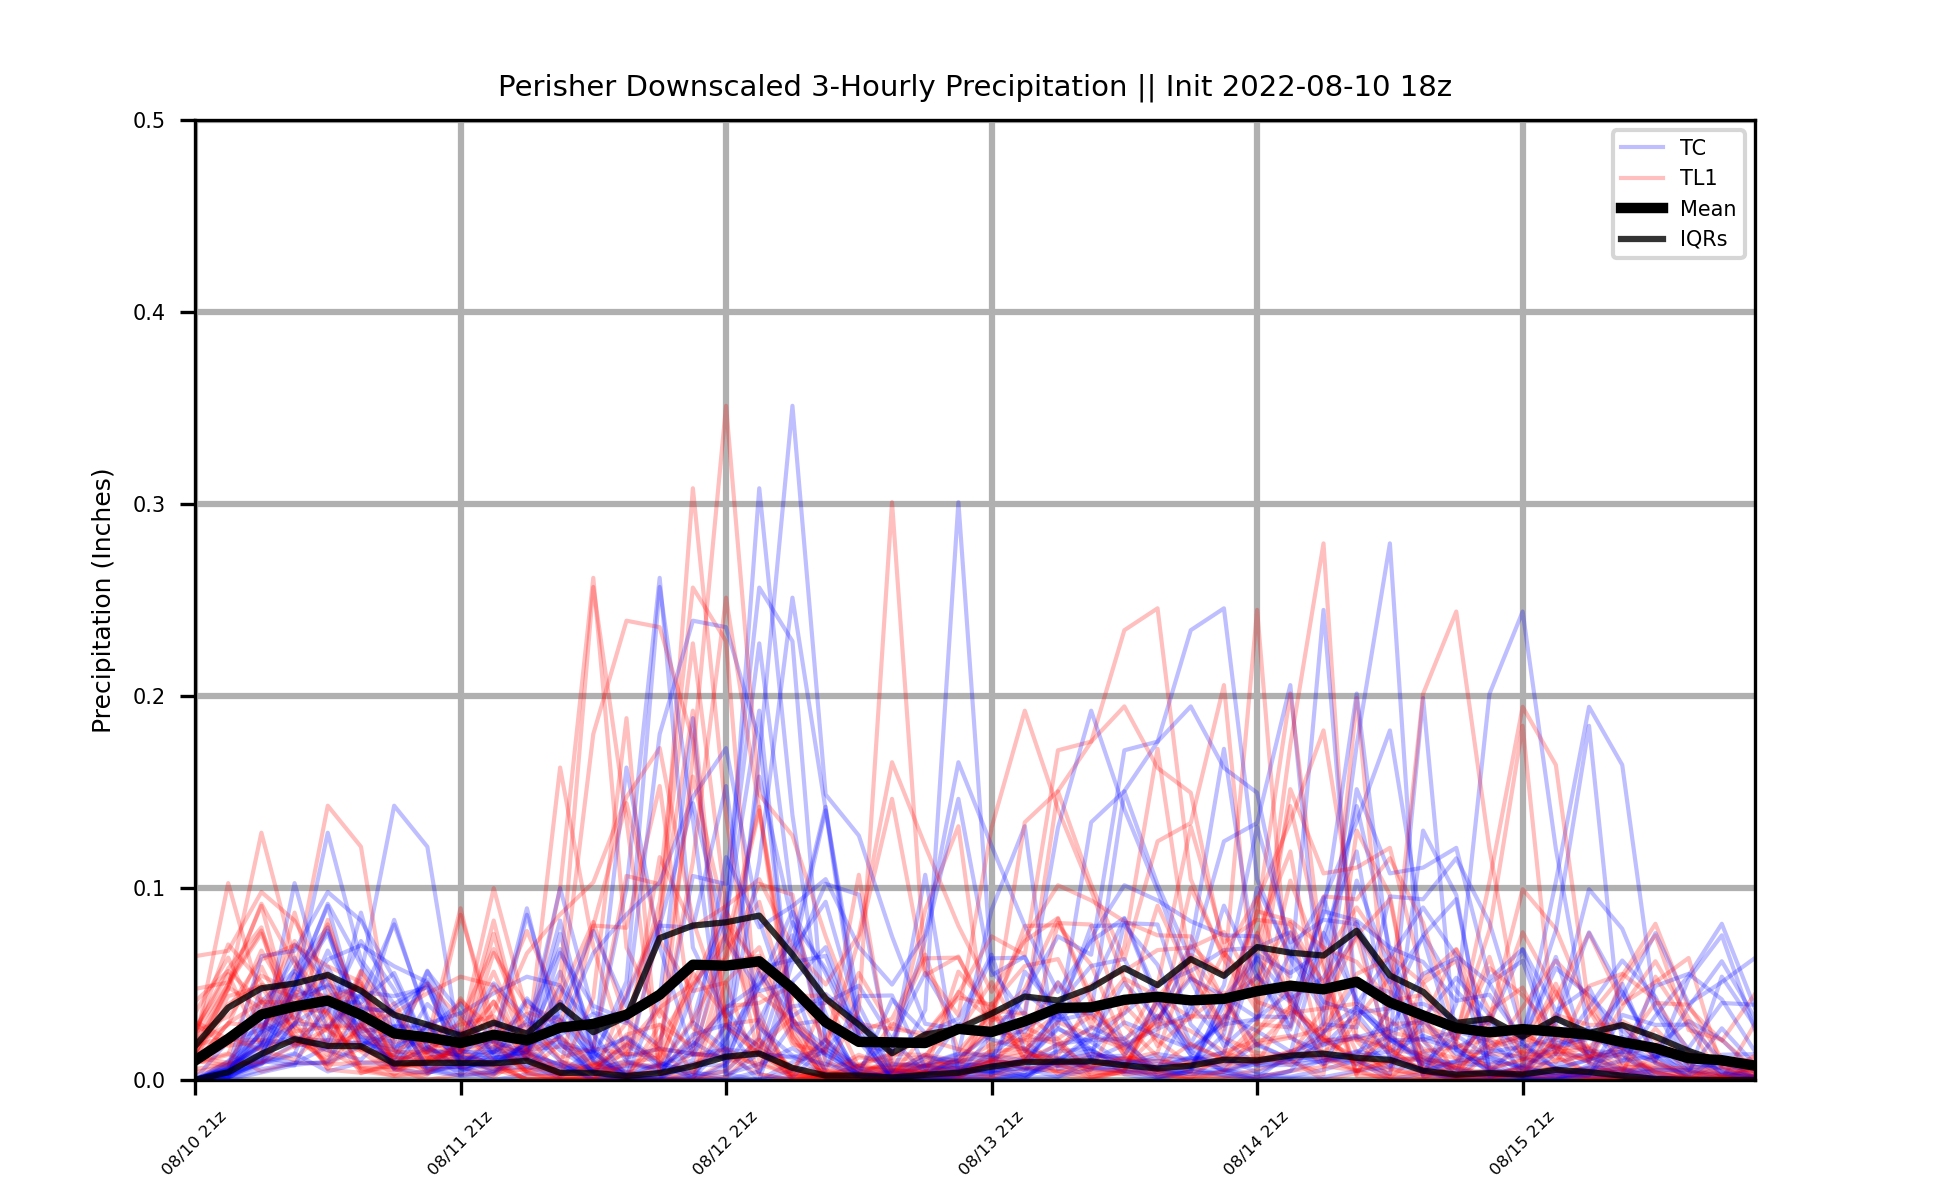 Perisher Downscaled 3-Hourly Precipitation || Init 2022-08-10 18z
Precipitation (Inches)
0.5
0.4
0.3
0.2
0.1
0.0
TC
TL1
Mean
IQRs
08/10 21z
08/11 21z
08/12 21z
08/13 21z
08/14 21z
08/15 21z